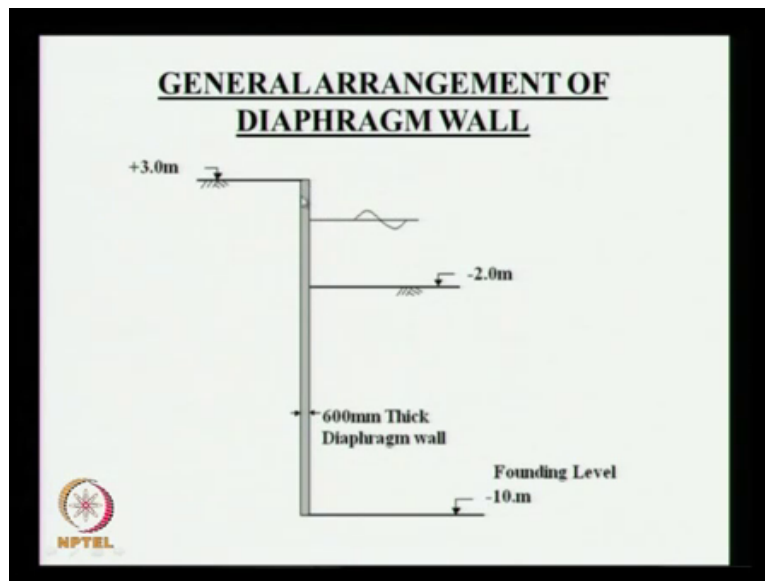 GENERAL ARRANGEMENT OF
DIAPHRAGM WALL
+3.0m
-2.0m
600mm Thick
Diaphragm wall
Founding Level
-10.m
NPTEL